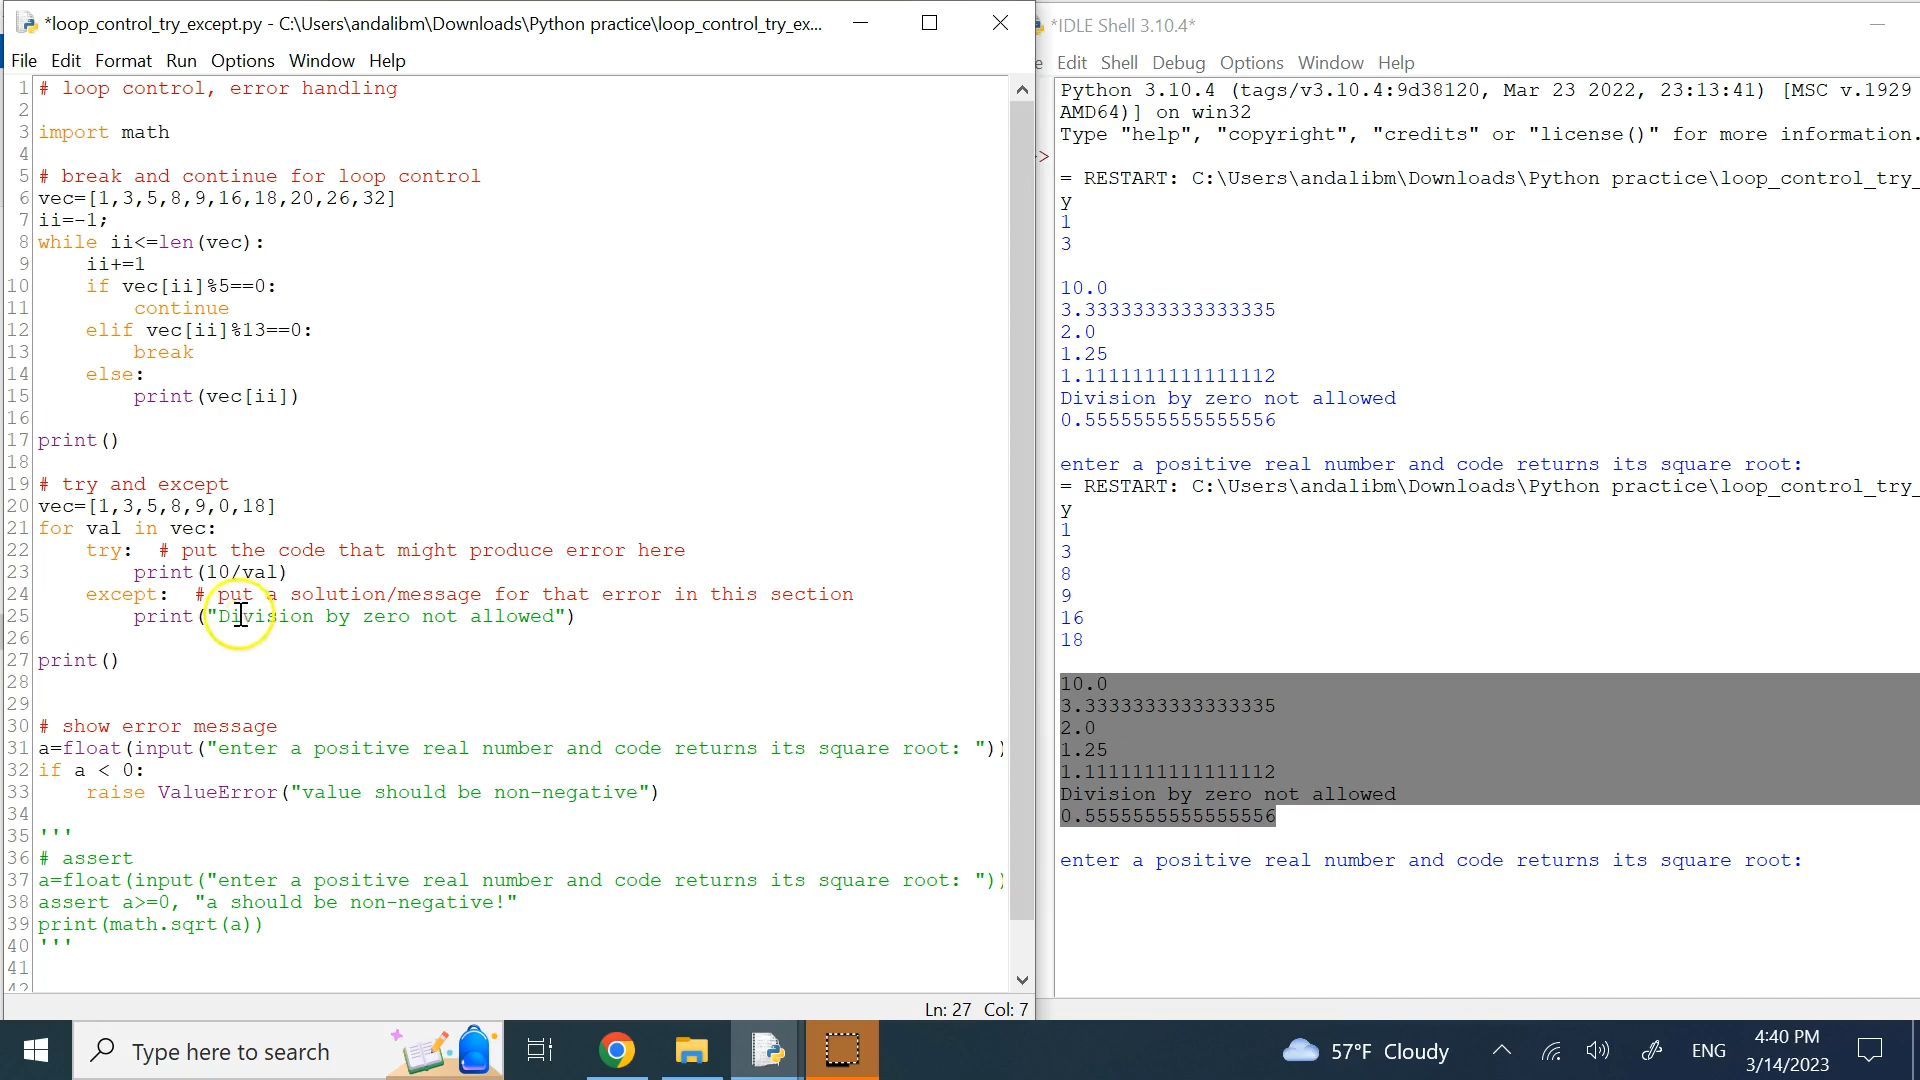 *loop_control_try_except.py - C:\Users\andalibm\Downloads\Python practice\loop_control_try_ex...
File Edit Format Run Options Window Help
1 # loop control, error handling
2
3 import math
4
5 # break and continue for loop control
6 vec=[1,3,5,8,9,16,18,20,26,32]
7 ii=-1;
8 while ii<=len(vec):
9 ii+=1
10 if vec[ii]%5==0:
11 continue
12 elif vec[ii]%13==0:
13 break
14 else:
15 print(vec[ii])
16
17 print()
18
19 # try and except
20 vec=[1,3,5,8,9,0,18]
21 for val in vec:
22 try: # put the code that might produce error here
23 print(10/val)
24 except: # put a solution/message for that error in this section
25 print("Division by zero not allowed")
26
27 print()
28
29
30 # show error message
31 a=float(input("enter a positive real number and code returns its square root: "))
32 if a < 0:
33 raise ValueError("value should be non-negative")
34
35 '''
36 # assert
37 a=float(input("enter a positive real number and code returns its square root: "))
38 assert a>=0, "a should be non-negative!"
39 print(math.sqrt(a))
40 '''
41
42
Ln: 27 Col: 7
*IDLE Shell 3.10.4*
e Edit Shell Debug Options Window Help
Python 3.10.4 (tags/v3.10.4:9d38120, Mar 23 2022, 23:13:41) [MSC v.1929
AMD64)] on win32
Type "help", "copyright", "credits" or "license()" for more information.
>
= RESTART: C:\Users\andalibm\Downloads\Python practice\loop_control_try_
y
1
3

10.0
3.3333333333333335
2.0
1.25
1.1111111111111112
Division by zero not allowed
0.5555555555555556

enter a positive real number and code returns its square root:
= RESTART: C:\Users\andalibm\Downloads\Python practice\loop_control_try_
y
1
3
8
9
16
18

10.0
3.3333333333333335
2.0
1.25
1.1111111111111112
Division by zero not allowed
0.5555555555555556

enter a positive real number and code returns its square root:
Type here to search
57°F Cloudy
ENG
4:40 PM
3/14/2023